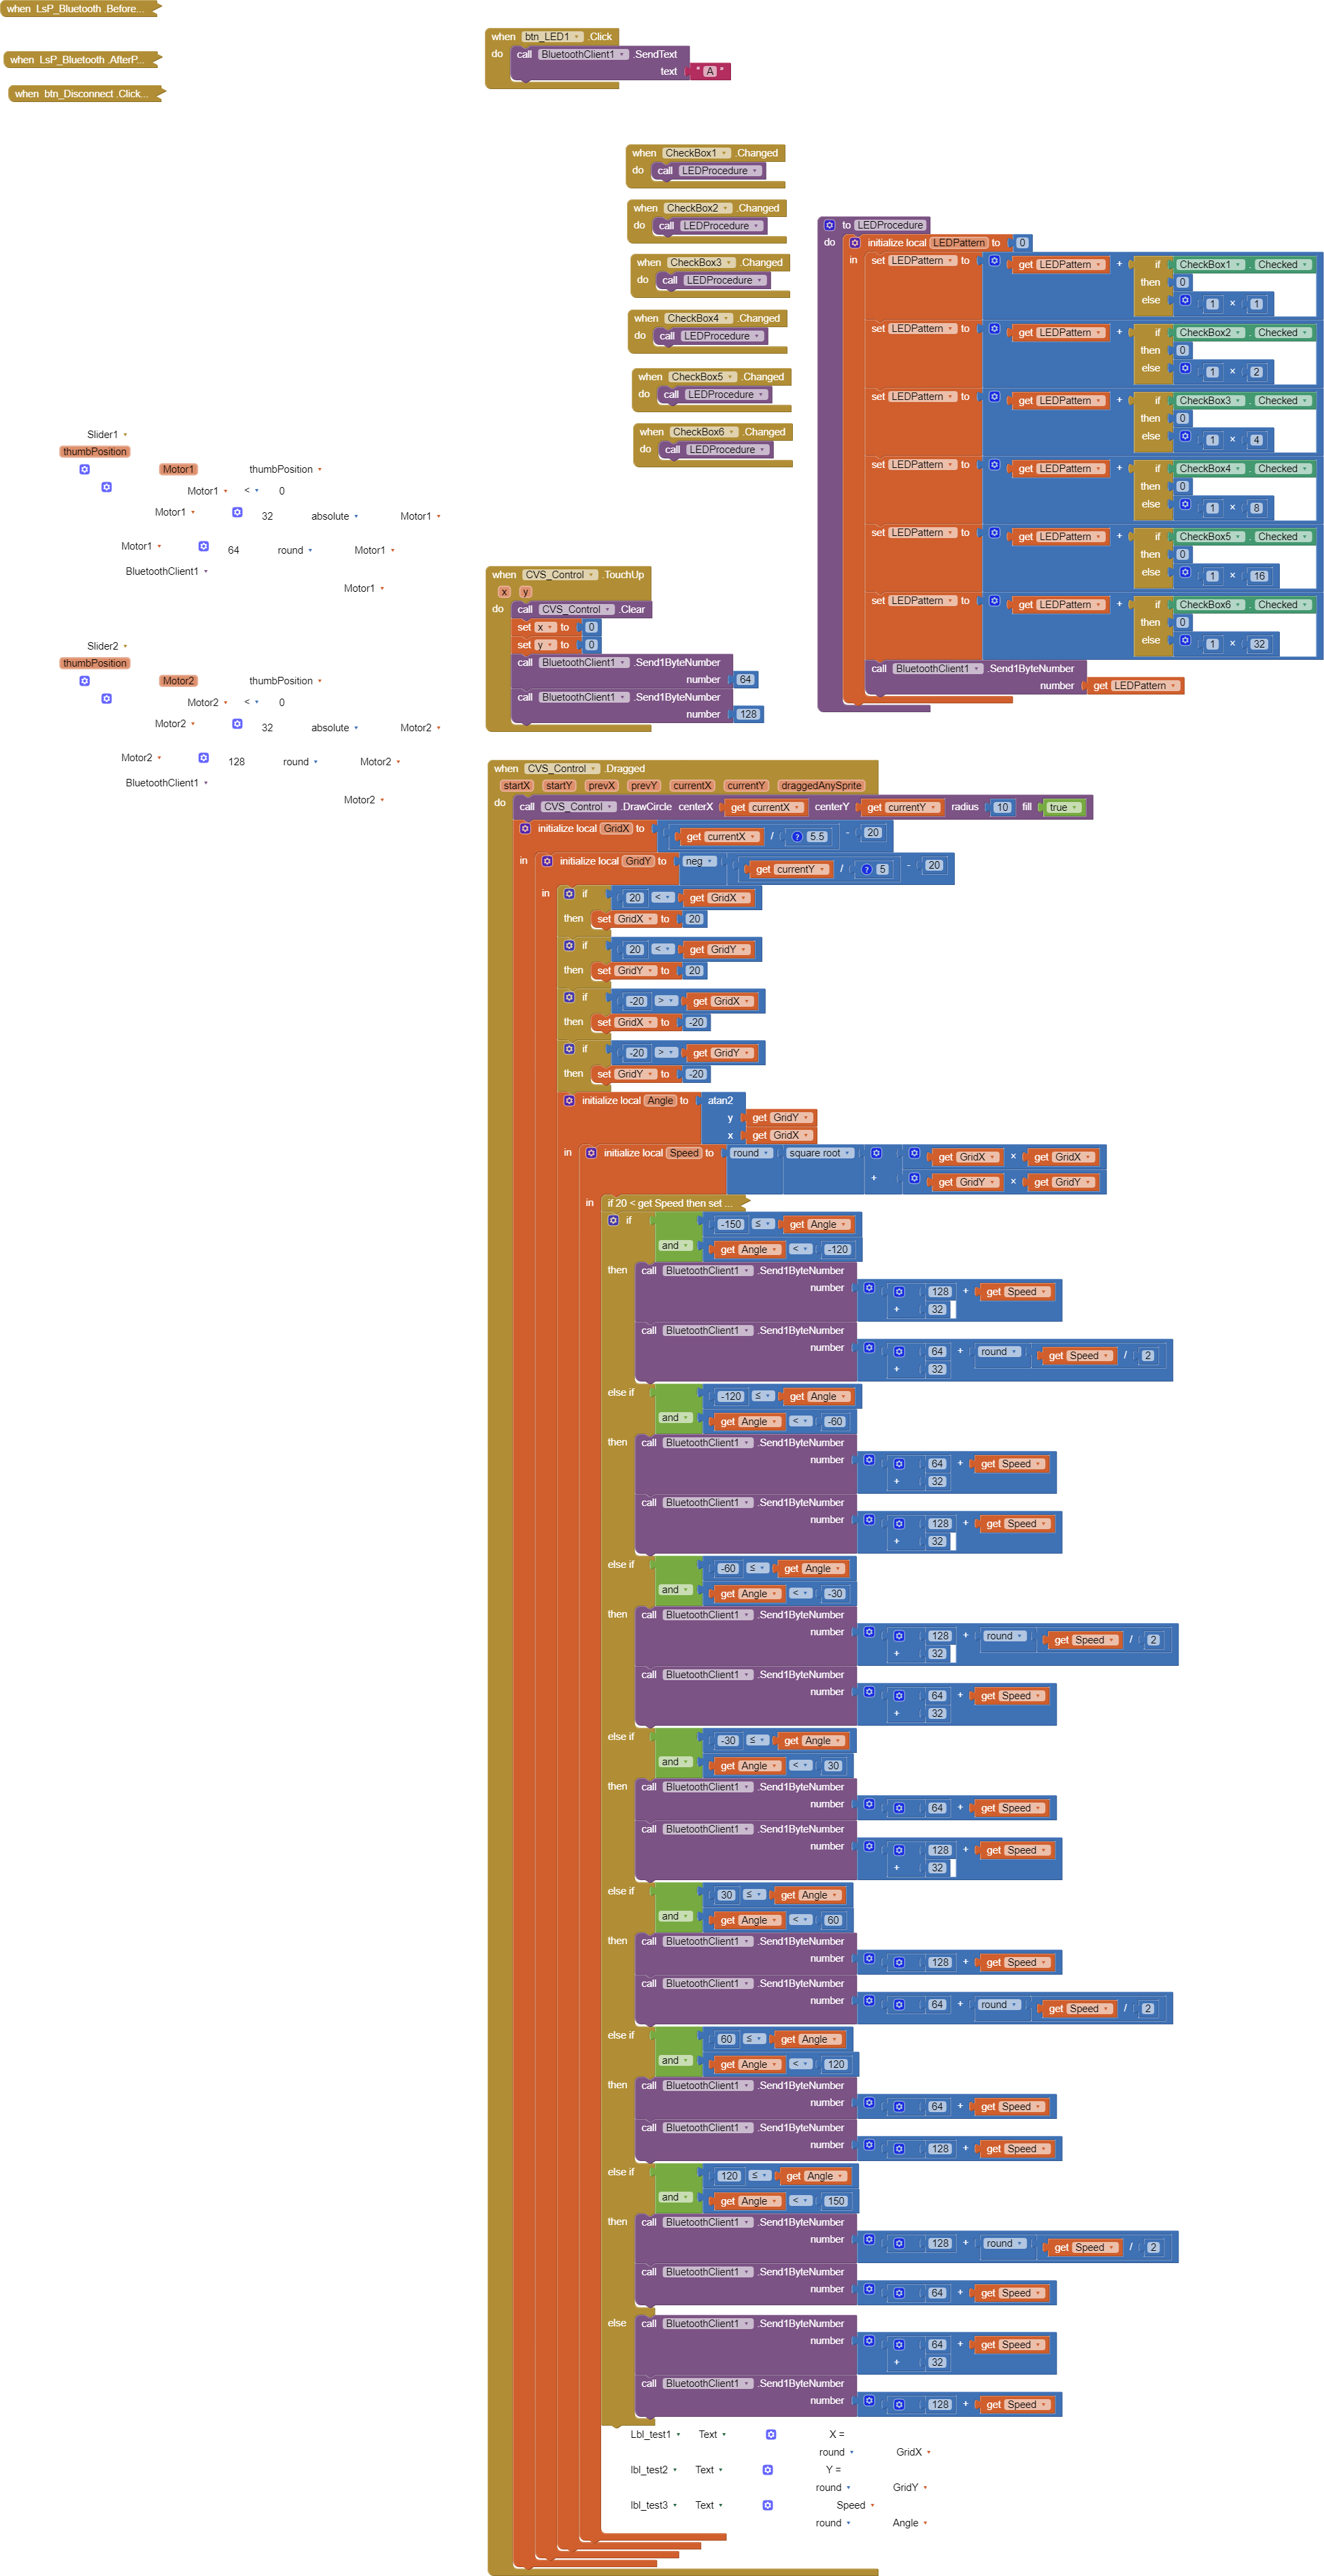 when LsP_Bluetooth .Before...
when LsP_Bluetooth .AfterP...
when btn_Disconnect .Click...
when btn_LED1 .Click
do call BluetoothClient1 .SendText
text " A "
when CheckBox1 .Changed
do call LEDProcedure
when CheckBox2 .Changed
do call LEDProcedure
when CheckBox3 .Changed
do call LEDProcedure
when CheckBox4 .Changed
do call LEDProcedure
when CheckBox5 .Changed
do call LEDProcedure
when CheckBox6 .Changed
do call LEDProcedure
to LEDProcedure
do initialize local LEDPattern to 0
in set LEDPattern to get LEDPattern + if CheckBox1 . Checked
then 0
else 1 × 1
set LEDPattern to get LEDPattern + if CheckBox2 . Checked
then 0
else 1 × 2
set LEDPattern to get LEDPattern + if CheckBox3 . Checked
then 0
else 1 × 4
set LEDPattern to get LEDPattern + if CheckBox4 . Checked
then 0
else 1 × 8
set LEDPattern to get LEDPattern + if CheckBox5 . Checked
then 0
else 1 × 16
set LEDPattern to get LEDPattern + if CheckBox6 . Checked
then 0
else 1 × 32
call BluetoothClient1 .Send1ByteNumber
number get LEDPattern
Slider1
thumbPosition
Motor1 thumbPosition
Motor1 < 0
Motor1 32 absolute Motor1
Motor1 64 round Motor1
BluetoothClient1
Motor1
Slider2
thumbPosition
Motor2 thumbPosition
Motor2 < 0
Motor2 32 absolute Motor2
Motor2 128 round Motor2
BluetoothClient1
Motor2
when CVS_Control .TouchUp
x y
do call CVS_Control .Clear
set x to 0
set y to 0
call BluetoothClient1 .Send1ByteNumber
number 64
call BluetoothClient1 .Send1ByteNumber
number 128
when CVS_Control .Dragged
startX startY prevX prevY currentX currentY draggedAnySprite
do call CVS_Control .DrawCircle centerX get currentX centerY get currentY radius 10 fill true
initialize local GridX to get currentX / ? 5.5 - 20
in initialize local GridY to neg get currentY / ? 5 - 20
in if 20 < get GridX
then set GridX to 20
if 20 < get GridY
then set GridY to 20
if -20 > get GridX
then set GridX to -20
if -20 > get GridY
then set GridY to -20
initialize local Angle to atan2
y get GridY
x get GridX
in initialize local Speed to round square root get GridX × get GridX
+ get GridY × get GridY
in if 20 < get Speed then set ...
if -150 ≤ get Angle
and get Angle < -120
then call BluetoothClient1 .Send1ByteNumber
number 128 + get Speed
+ 32
call BluetoothClient1 .Send1ByteNumber
number 64 + round get Speed / 2
+ 32
else if -120 ≤ get Angle
and get Angle < -60
then call BluetoothClient1 .Send1ByteNumber
number 64 + get Speed
+ 32
call BluetoothClient1 .Send1ByteNumber
number 128 + get Speed
+ 32
else if -60 ≤ get Angle
and get Angle < -30
then call BluetoothClient1 .Send1ByteNumber
number 128 + round get Speed / 2
+ 32
call BluetoothClient1 .Send1ByteNumber
number 64 + get Speed
+ 32
else if -30 ≤ get Angle
and get Angle < 30
then call BluetoothClient1 .Send1ByteNumber
number 64 + get Speed
call BluetoothClient1 .Send1ByteNumber
number 128 + get Speed
+ 32
else if 30 ≤ get Angle
and get Angle < 60
then call BluetoothClient1 .Send1ByteNumber
number 128 + get Speed
call BluetoothClient1 .Send1ByteNumber
number 64 + round get Speed / 2
else if 60 ≤ get Angle
and get Angle < 120
then call BluetoothClient1 .Send1ByteNumber
number 64 + get Speed
call BluetoothClient1 .Send1ByteNumber
number 128 + get Speed
else if 120 ≤ get Angle
and get Angle < 150
then call BluetoothClient1 .Send1ByteNumber
number 128 + round get Speed / 2
call BluetoothClient1 .Send1ByteNumber
number 64 + get Speed
else call BluetoothClient1 .Send1ByteNumber
number 64 + get Speed
+ 32
call BluetoothClient1 .Send1ByteNumber
number 128 + get Speed
Lbl_test1 Text X =
round GridX
lbl_test2 Text Y =
round GridY
lbl_test3 Text Speed
round Angle